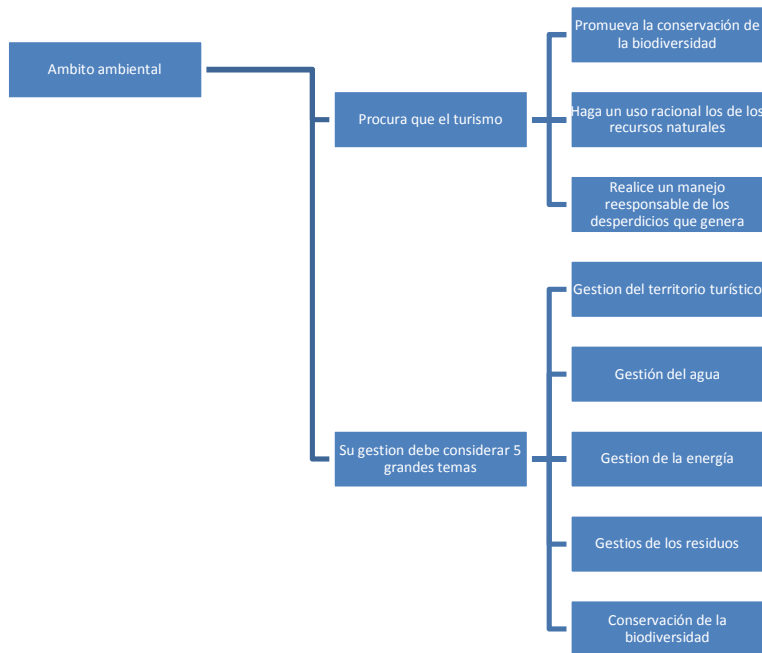 Ambito ambiental
Procura que el turismo
Promueva la conservación de
la biodiversidad
Haga un uso racional los de los
recursos naturales
Realice un manejo
reesponsable de los
desperdicios que genera
Su gestion debe considerar 5
grandes temas
Gestion del territorio turístico
Gestión del agua
Gestion de la energía
Gestios de los residuos
Conservación de la
biodiversidad